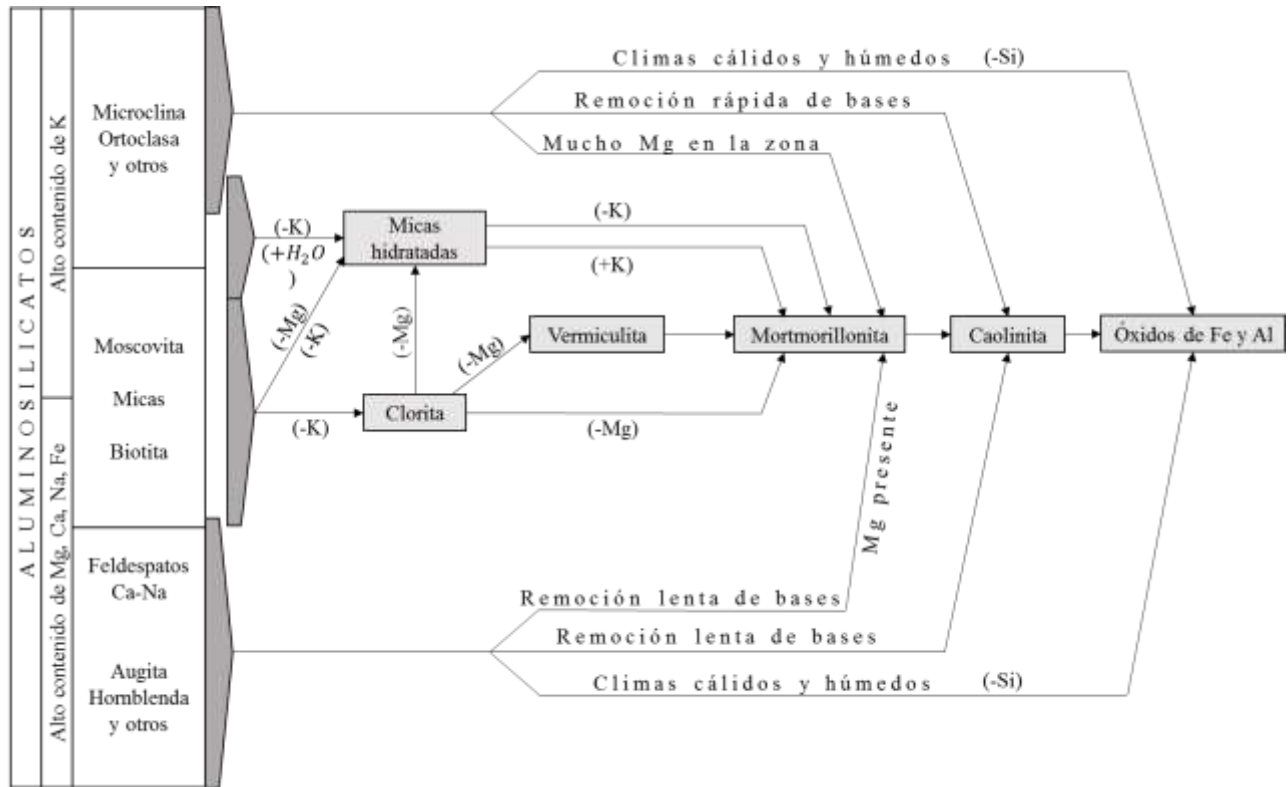 ALUMINOSILICATOS
Alto contenido de K
Alto contenido de Mg, Ca, Na, Fe
Microclina
Ortoclasa
y otros
Moscovita
Micas
Biotita
Feldespatos
Ca-Na
Augita
Hornblenda
y otros
Climas cálidos y húmedos (-Si)
Remoción rápida de bases
Mucho Mg en la zona
(-K)
(+H₂O
)
Micas
hidratadas
(-K)
(+K)
(-Mg)
(-K)
(-Mg)
(-Mg)
Vermiculita
Mortmorillonita
Caolinita
Óxidos de Fe y Al
(-K)
Clorita
(-Mg)
Mg presente
Remoción lenta de bases
Remoción lenta de bases
Climas cálidos y húmedos (-Si)